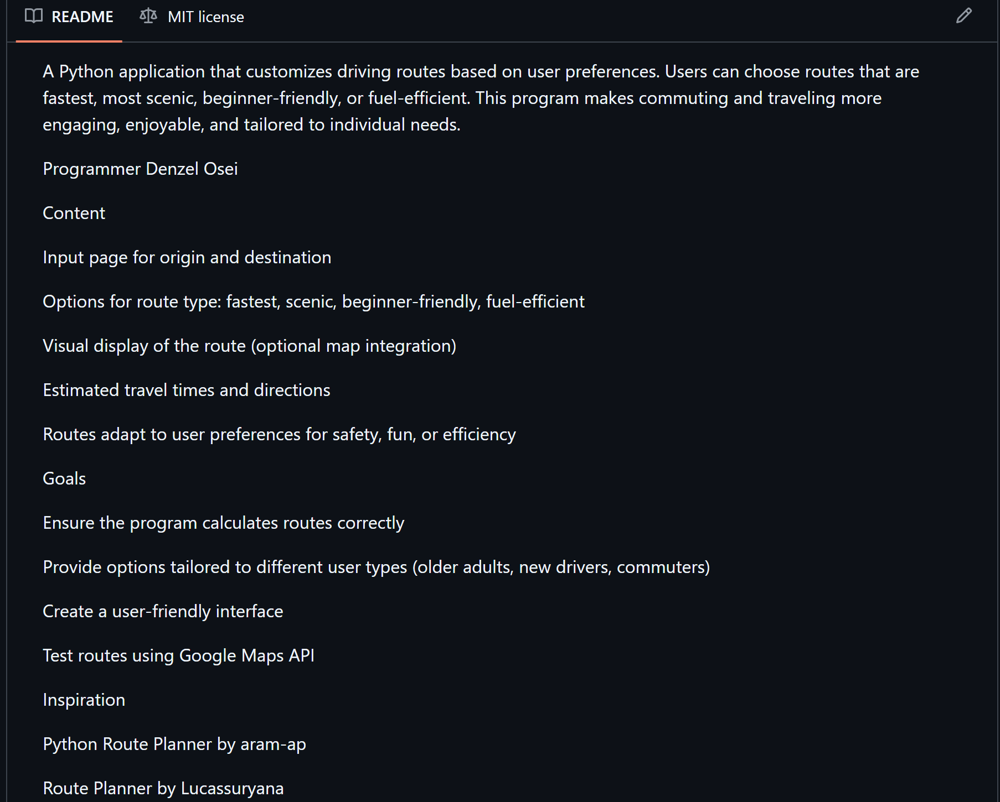 README
MIT license
A Python application that customizes driving routes based on user preferences. Users can choose routes that are
fastest, most scenic, beginner-friendly, or fuel-efficient. This program makes commuting and traveling more
engaging, enjoyable, and tailored to individual needs.
Programmer Denzel Osei
Content
Input page for origin and destination
Options for route type: fastest, scenic, beginner-friendly, fuel-efficient
Visual display of the route (optional map integration)
Estimated travel times and directions
Routes adapt to user preferences for safety, fun, or efficiency
Goals
Ensure the program calculates routes correctly
Provide options tailored to different user types (older adults, new drivers, commuters)
Create a user-friendly interface
Test routes using Google Maps API
Inspiration
Python Route Planner by aram-ap
Route Planner by Lucassuryana